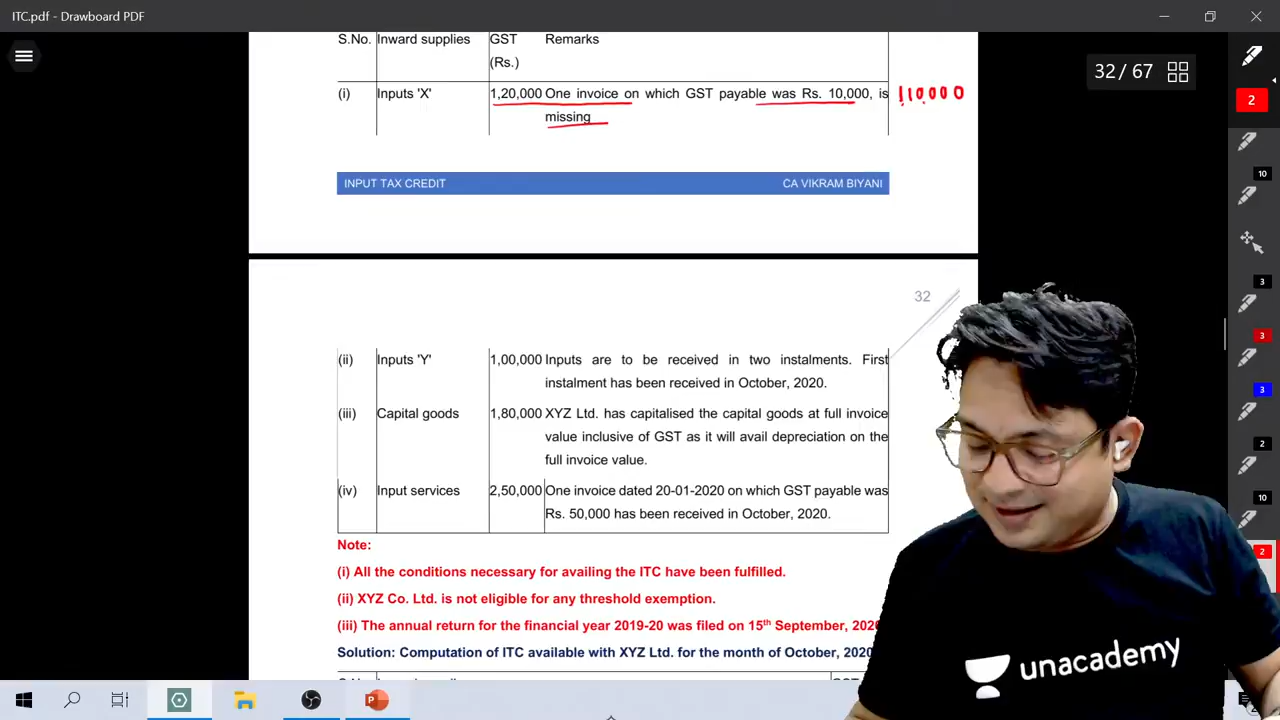 ITC.pdf - Drawboard PDF
32 / 67
S.No. Inward supplies GST Remarks
(Rs.)
(i) Inputs 'X' 1,20,000 One invoice on which GST payable was Rs. 10,000, is 110000
missing
2
10
INPUT TAX CREDIT CA VIKRAM BIYANI
3
32
3
(ii) Inputs 'Y' 1,00,000 Inputs are to be received in two instalments. First
instalment has been received in October, 2020.
3
(iii) Capital goods 1,80,000 XYZ Ltd. has capitalised the capital goods at full invoice
value inclusive of GST as it will avail depreciation on the
full invoice value.
2
(iv) Input services 2,50,000 One invoice dated 20-01-2020 on which GST payable was
Rs. 50,000 has been received in October, 2020.
10
Note:
2
(i) All the conditions necessary for availing the ITC have been fulfilled.
(ii) XYZ Co. Ltd. is not eligible for any threshold exemption.
(iii) The annual return for the financial year 2019-20 was filed on 15th September, 2020
Solution: Computation of ITC available with XYZ Ltd. for the month of October, 2020
unacademy